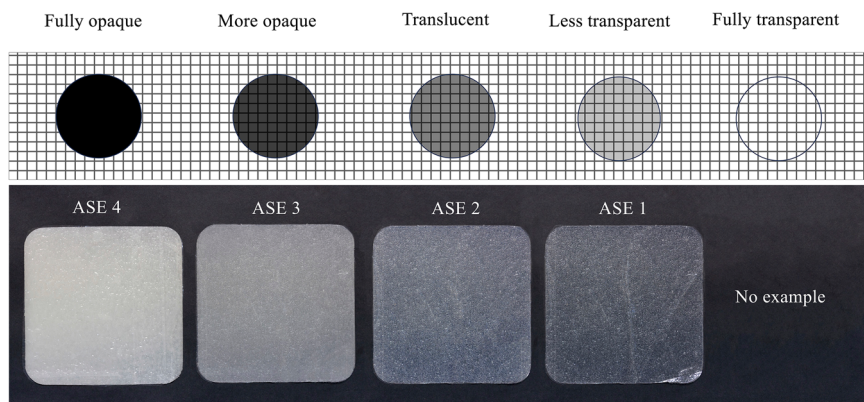 Fully opaque
More opaque
Translucent
Less transparent
Fully transparent
ASE 4
ASE 3
ASE 2
ASE 1
No example